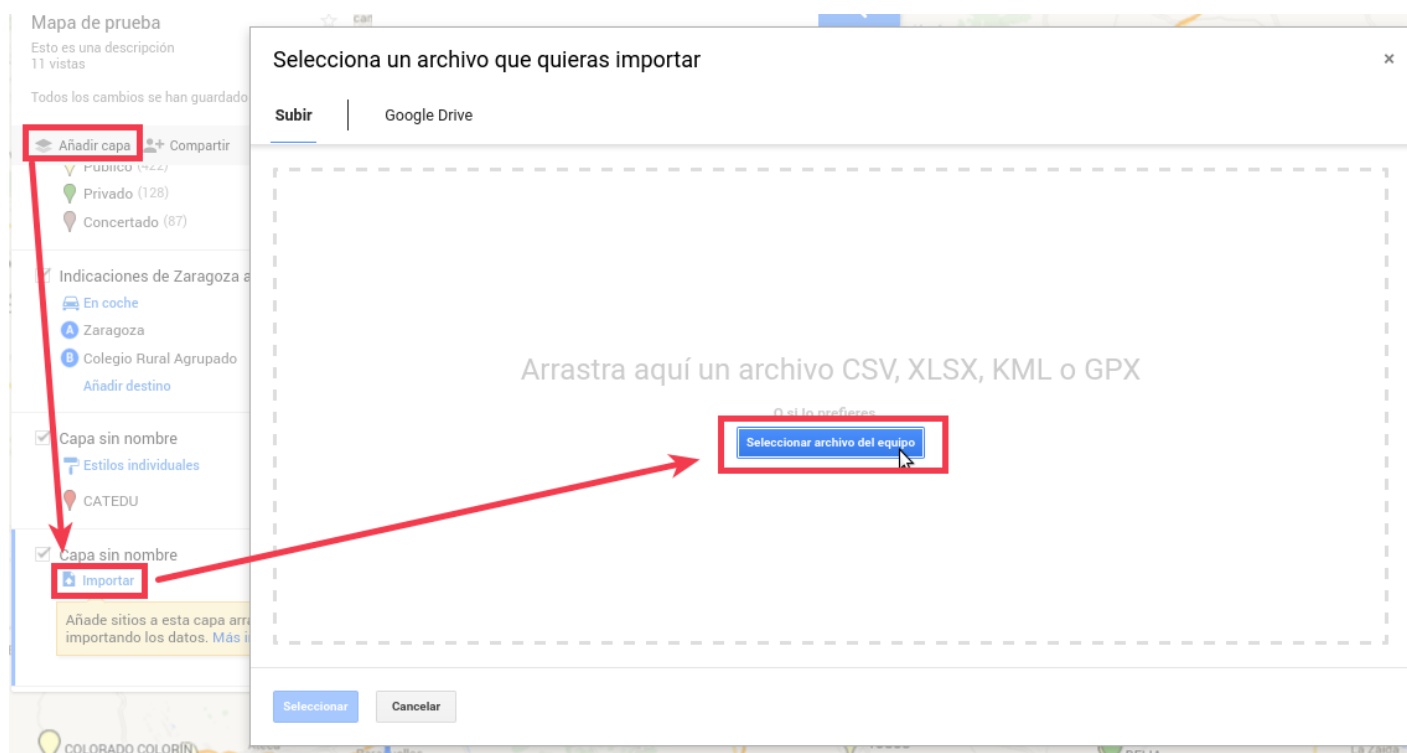 Mapa de prueba
Esto es una descripción
11 vistas
Todos los cambios se han guardado
Añadir capa
Compartir
Público (422)
Privado (128)
Concertado (87)
Indicaciones de Zaragoza a
En coche
A Zaragoza
B Colegio Rural Agrupado
Añadir destino
Capa sin nombre
Estilos individuales
CATEDU
Capa sin nombre
Importar
Añade sitios a esta capa arra
importando los datos. Más i
Selecciona un archivo que quieras importar
×
Subir
Google Drive
Arrastra aquí un archivo CSV, XLSX, KML o GPX
O si lo prefieres
Seleccionar archivo del equipo
Seleccionar
Cancelar
COLORADO COLORÍN